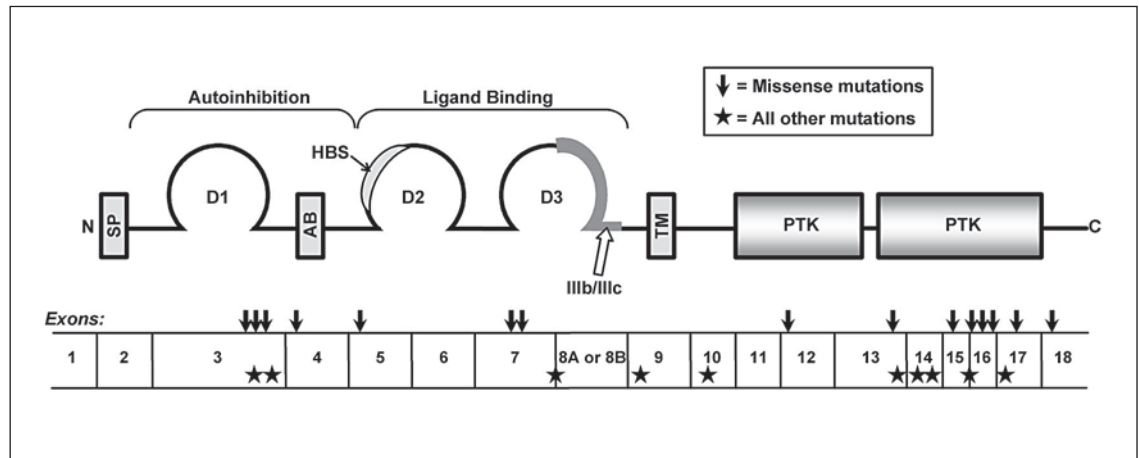 Autoinhibition
Ligand Binding
= Missense mutations
★= All other mutations
HBS
D1
D2
D3
N
SP
AB
TM
PTK
PTK
C
IIIb/IIIc
Exons:
1 2 3 4 5 6 7 8A or 8B 9 10 11 12 13 14 15 16 17 18